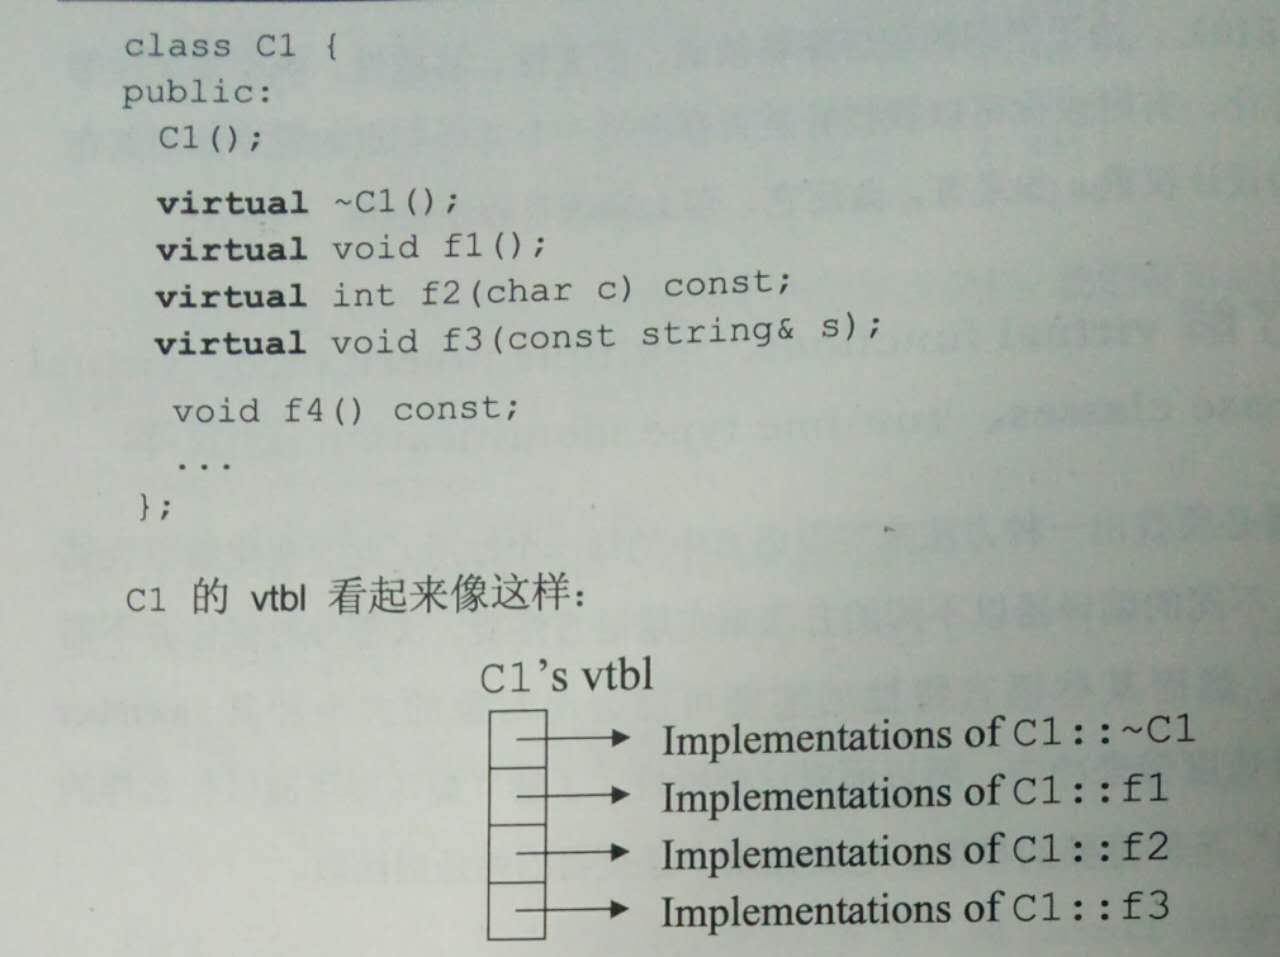 class C1 {
public:
C1();
virtual ~C1();
virtual void f1();
virtual int f2(char c) const;
virtual void f3(const string& s);
void f4() const;
...
};
C1 的 vtbl 看起来像这样：
C1's vtbl
Implementations of C1::~C1
Implementations of C1::f1
Implementations of C1::f2
Implementations of C1::f3